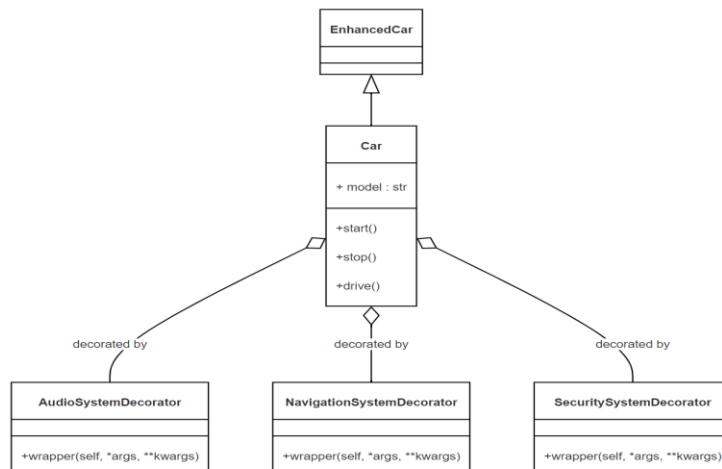 EnhancedCar
Car
+ model : str
+start()
+stop()
+drive()
decorated by
decorated by
decorated by
AudioSystemDecorator
+wrapper(self, *args, **kwargs)
NavigationSystemDecorator
+wrapper(self, *args, **kwargs)
SecuritySystemDecorator
+wrapper(self, *args, **kwargs)